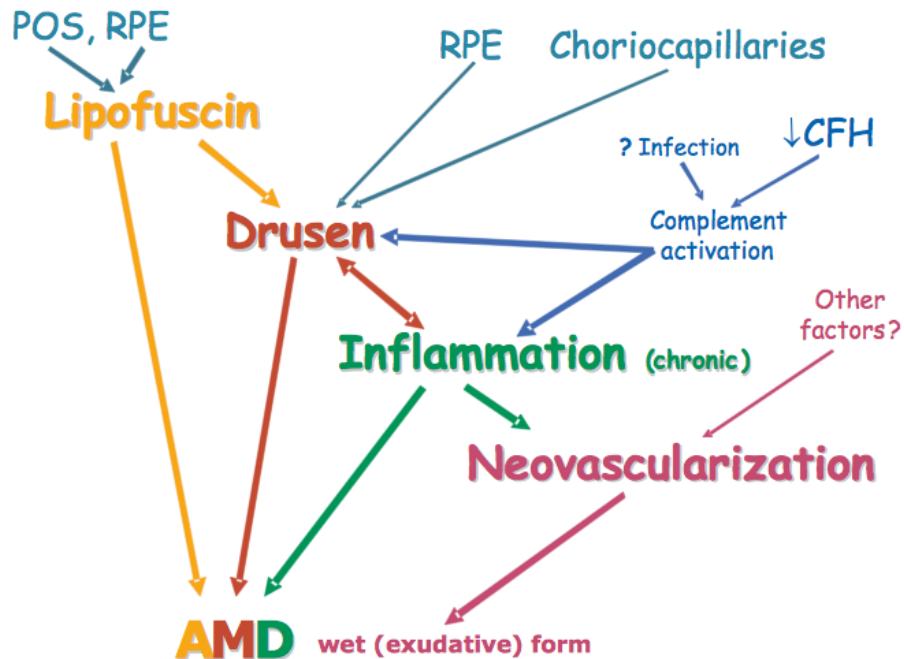 POS, RPE
RPE
Choriocapillaries
Lipofuscin
? Infection
↓CFH
Drusen
Complement
activation
Other
factors?
Inflammation (chronic)
Neovascularization
AMD wet (exudative) form